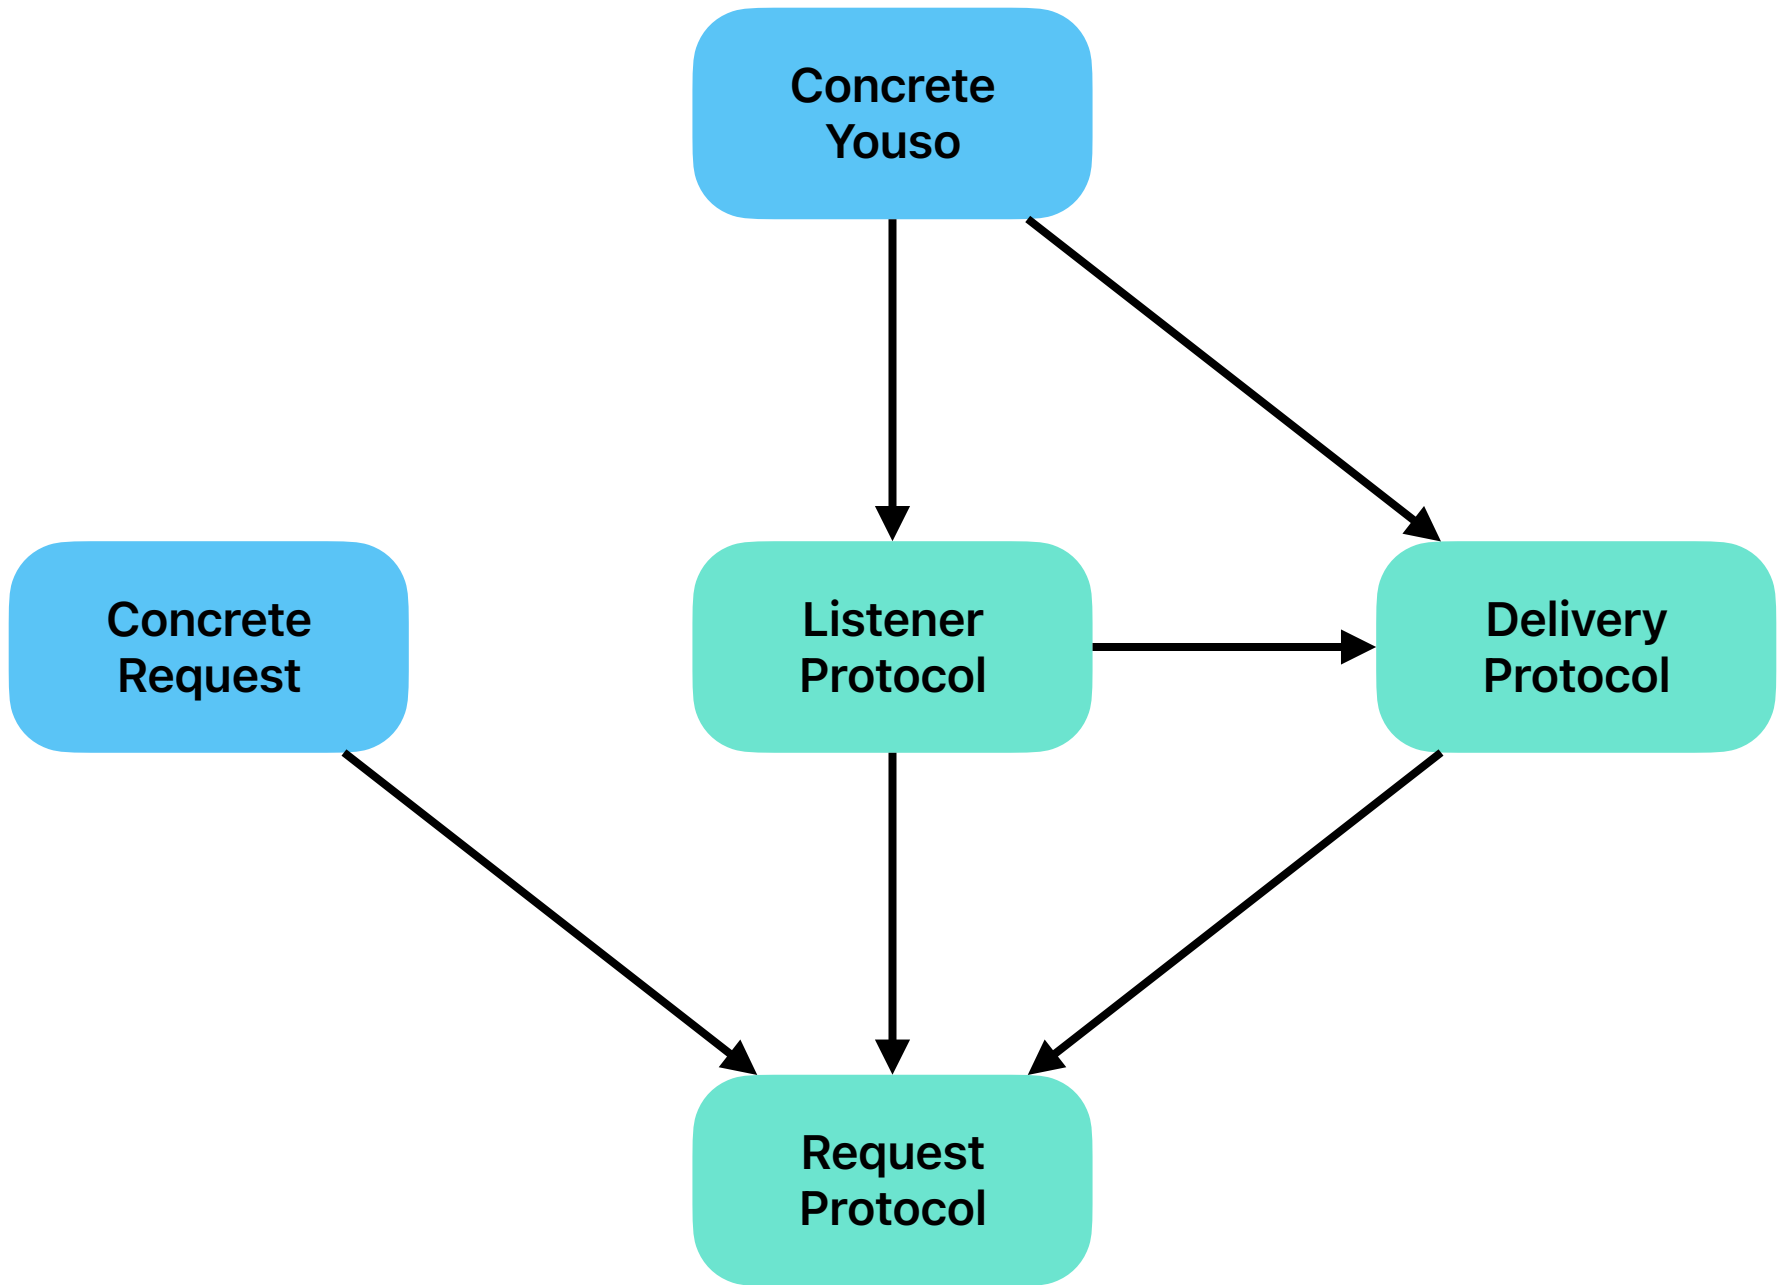 Concrete
Youso
Concrete
Request
Listener
Protocol
Delivery
Protocol
Request
Protocol